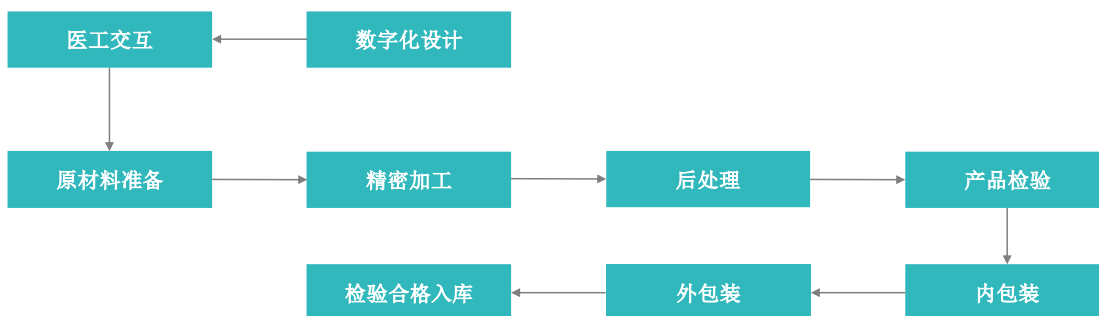 医工交互
数字化设计
原材料准备
精密加工
后处理
产品检验
检验合格入库
外包装
内包装